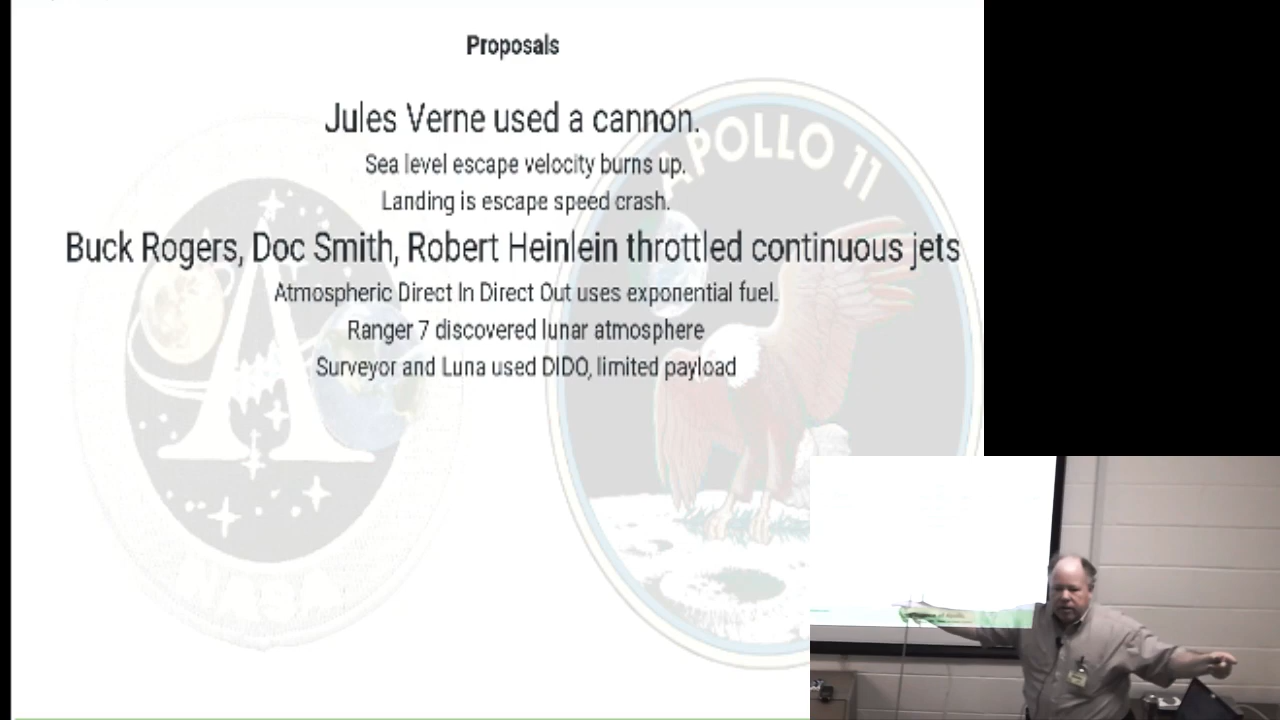 Proposals
Jules Verne used a cannon.
Sea level escape velocity burns up.
Landing is escape speed crash.
Buck Rogers, Doc Smith, Robert Heinlein throttled continuous jets
Atmospheric Direct In Direct Out uses exponential fuel.
Ranger 7 discovered lunar atmosphere
Surveyor and Luna used DIDO, limited payload
APOLLO 11
NASA